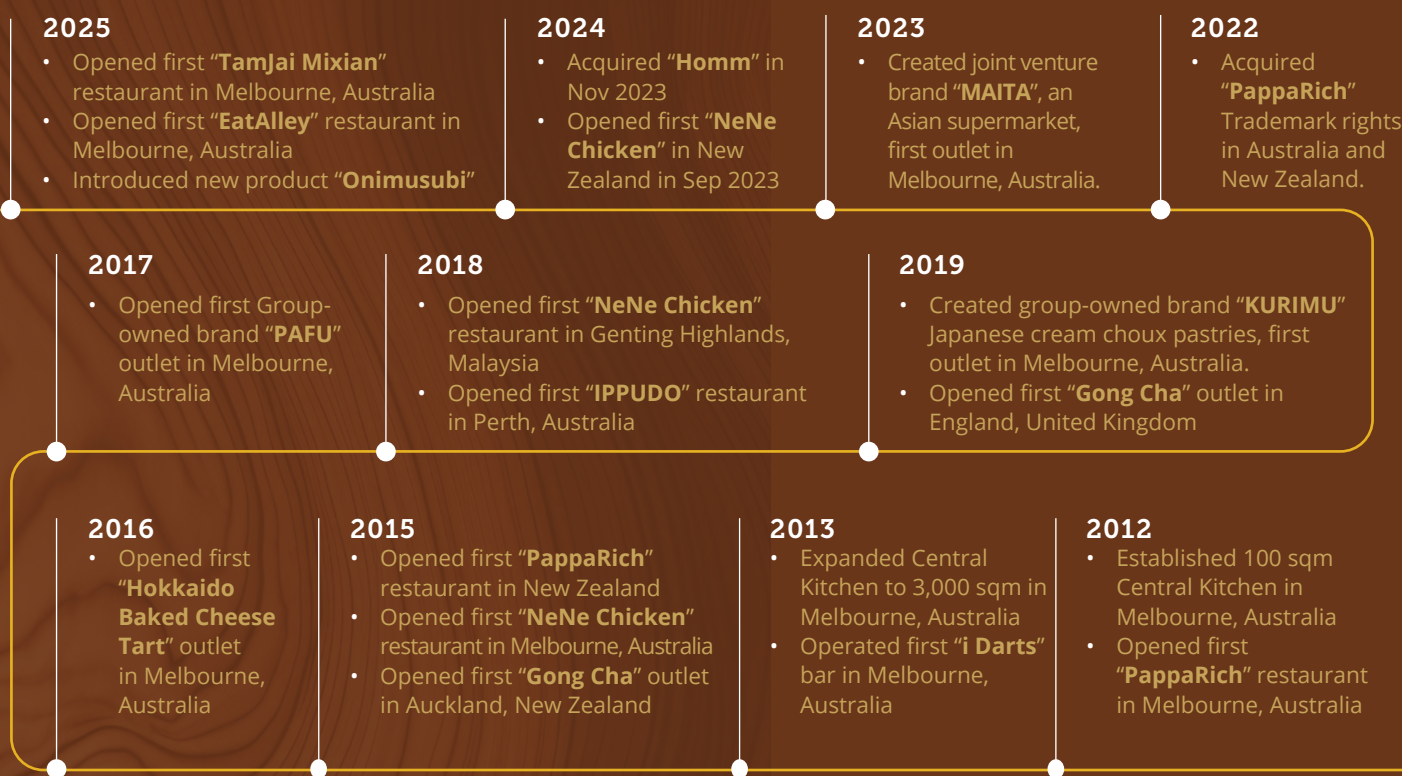 2025
• Opened first “TamJai Mixian”
restaurant in Melbourne, Australia
• Opened first “EatAlley” restaurant in
Melbourne, Australia
• Introduced new product “Onimusubi”
2024
• Acquired “Homm” in
Nov 2023
• Opened first “NeNe
Chicken” in New
Zealand in Sep 2023
2023
• Created joint venture
brand “MAITA”, an
Asian supermarket,
first outlet in
Melbourne, Australia.
2022
• Acquired
“PappaRich”
Trademark rights
in Australia and
New Zealand.
2017
• Opened first Group-
owned brand “PAFU”
outlet in Melbourne,
Australia
2018
• Opened first “NeNe Chicken”
restaurant in Genting Highlands,
Malaysia
• Opened first “IPPUDO” restaurant
in Perth, Australia
2019
• Created group-owned brand “KURIMU”
Japanese cream choux pastries, first
outlet in Melbourne, Australia.
• Opened first “Gong Cha” outlet in
England, United Kingdom
2016
• Opened first
“Hokkaido
Baked Cheese
Tart” outlet
in Melbourne,
Australia
2015
• Opened first “PappaRich”
restaurant in New Zealand
• Opened first “NeNe Chicken”
restaurant in Melbourne, Australia
• Opened first “Gong Cha” outlet
in Auckland, New Zealand
2013
• Expanded Central
Kitchen to 3,000 sqm in
Melbourne, Australia
• Operated first “i Darts”
bar in Melbourne,
Australia
2012
• Established 100 sqm
Central Kitchen in
Melbourne, Australia
• Opened first
“PappaRich” restaurant
in Melbourne, Australia